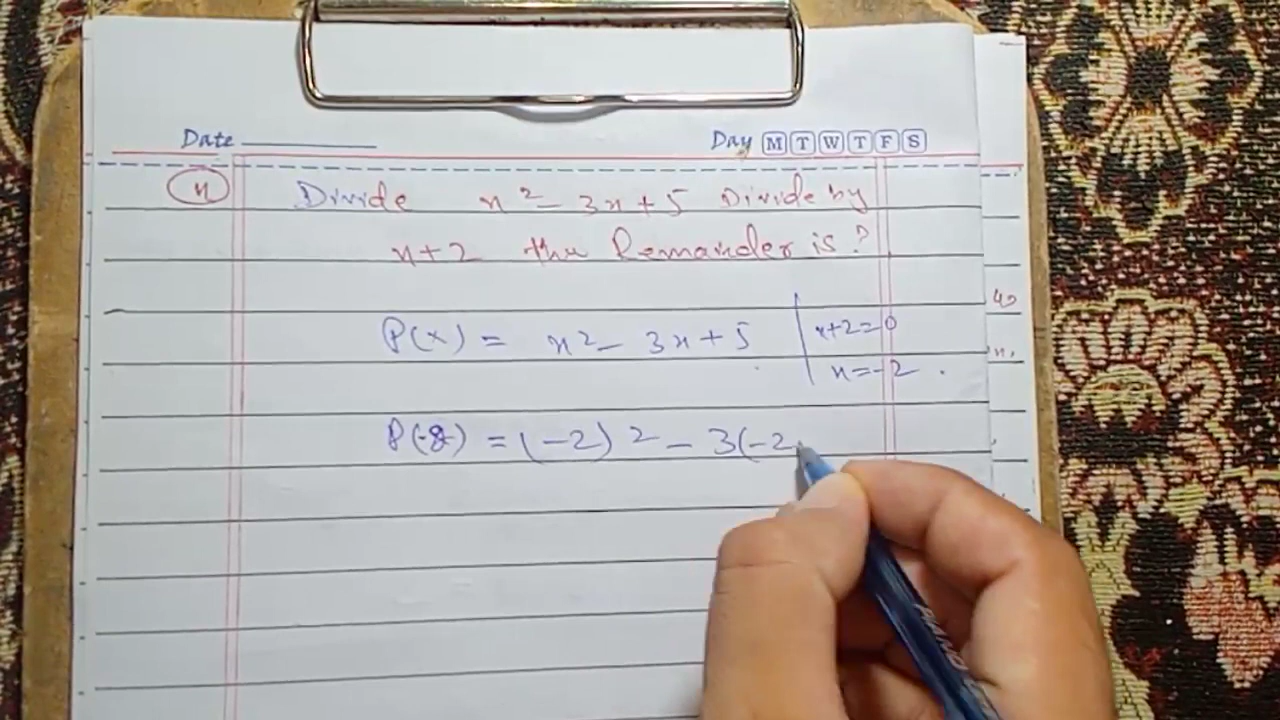 Date
Day M T W T F S
x Divide x² - 3x + 5 Divide by
x + 2 the Remainder is?
P(x) = x² - 3x + 5
x + 2 = 0
x = -2 .
P(-2) = (-2)² - 3(-2